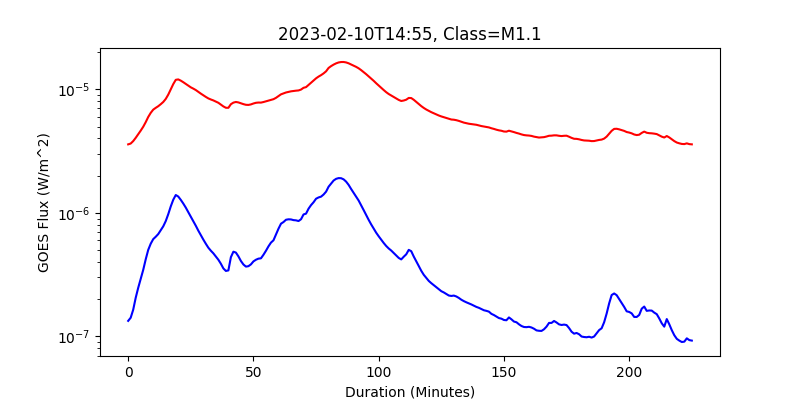 2023-02-10T14:55, Class=M1.1
GOES Flux (W/m^2)
10^-5
10^-6
10^-7
0 50 100 150 200
Duration (Minutes)